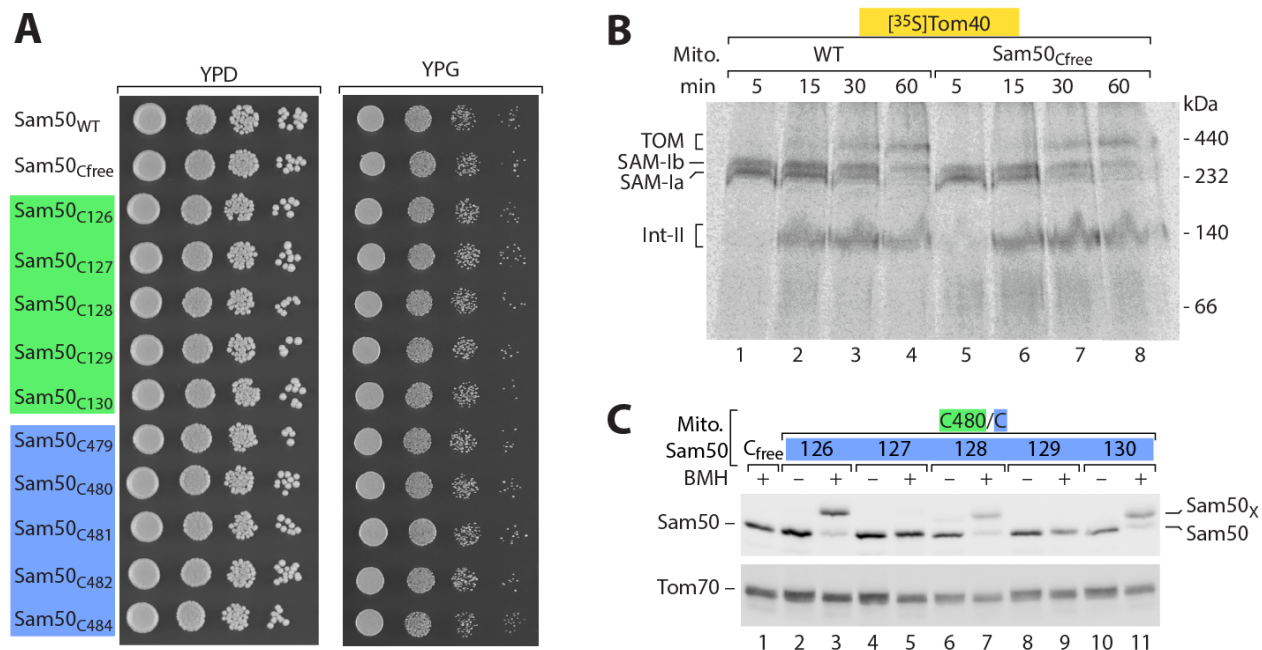 A
YPD
YPG
Sam50WT
Sam50Cfree
Sam50C126
Sam50C127
Sam50C128
Sam50C129
Sam50C130
Sam50C479
Sam50C480
Sam50C481
Sam50C482
Sam50C484
B
[³⁵S]Tom40
Mito. WT Sam50Cfree
min 5 15 30 60 5 15 30 60 kDa
TOM
SAM-Ib
SAM-Ia
Int-II
- 440
- 232
- 140
- 66
1 2 3 4 5 6 7 8
C
Mito. C480/C
Sam50 Cfree 126 127 128 129 130
BMH + – + – + – + – + – +
Sam50 –
Sam50X
Sam50
Tom70 –
1 2 3 4 5 6 7 8 9 10 11